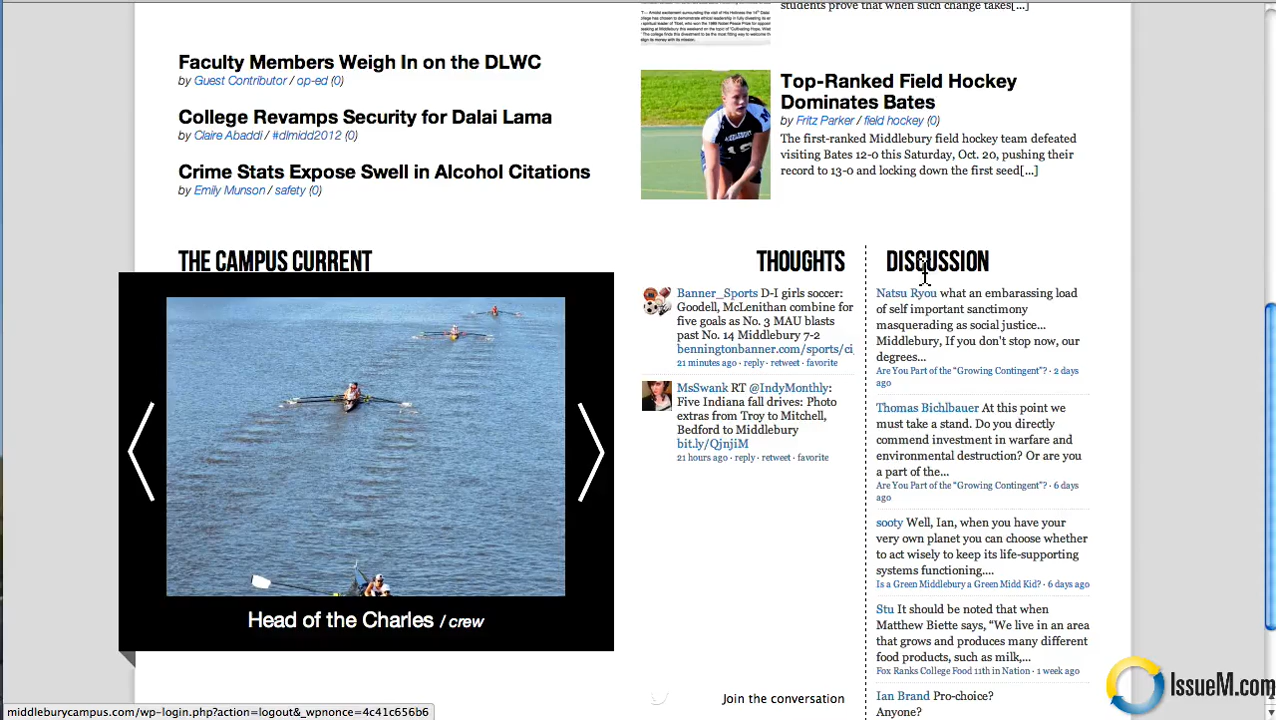 students prove that when such change takes[...]
Faculty Members Weigh In on the DLWC
by Guest Contributor / op-ed (0)
College Revamps Security for Dalai Lama
by Claire Abaddi / #dlmidd2012 (0)
Crime Stats Expose Swell in Alcohol Citations
by Emily Munson / safety (0)
Top-Ranked Field Hockey
Dominates Bates
by Fritz Parker / field hockey (0)
The first-ranked Middlebury field hockey team defeated
visiting Bates 12-0 this Saturday, Oct. 20, pushing their
record to 13-0 and locking down the first seed[...]
THE CAMPUS CURRENT
Head of the Charles / crew
THOUGHTS
Banner_Sports D-I girls soccer:
Goodell, McLenithan combine for
five goals as No. 3 MAU blasts
past No. 14 Middlebury 7-2
benningtonbanner.com/sports/ci
21 minutes ago · reply · retweet · favorite
MsSwank RT @IndyMonthly:
Five Indiana fall drives: Photo
extras from Troy to Mitchell,
Bedford to Middlebury
bit.ly/QjnjiM
21 hours ago · reply · retweet · favorite
Join the conversation
DISCUSSION
Natsu Ryou what an embarassing load
of self important sanctimony
masquerading as social justice...
Middlebury, If you don't stop now, our
degrees...
Are You Part of the “Growing Contingent”? · 2 days
ago
Thomas Bichlbauer At this point we
must take a stand. Do you directly
commend investment in warfare and
environmental destruction? Or are you
a part of the...
Are You Part of the “Growing Contingent”? · 6 days
ago
sooty Well, Ian, when you have your
very own planet you can choose whether
to act wisely to keep its life-supporting
systems functioning....
Is a Green Middlebury a Green Midd Kid? · 6 days ago
Stu It should be noted that when
Matthew Biette says, “We live in an area
that grows and produces many different
food products, such as milk,...
Fox Ranks College Food 11th in Nation · 1 week ago
Ian Brand Pro-choice?
Anyone?
IssueM.com
middleburycampus.com/wp-login.php?action=logout&_wpnonce=4c41c656b6